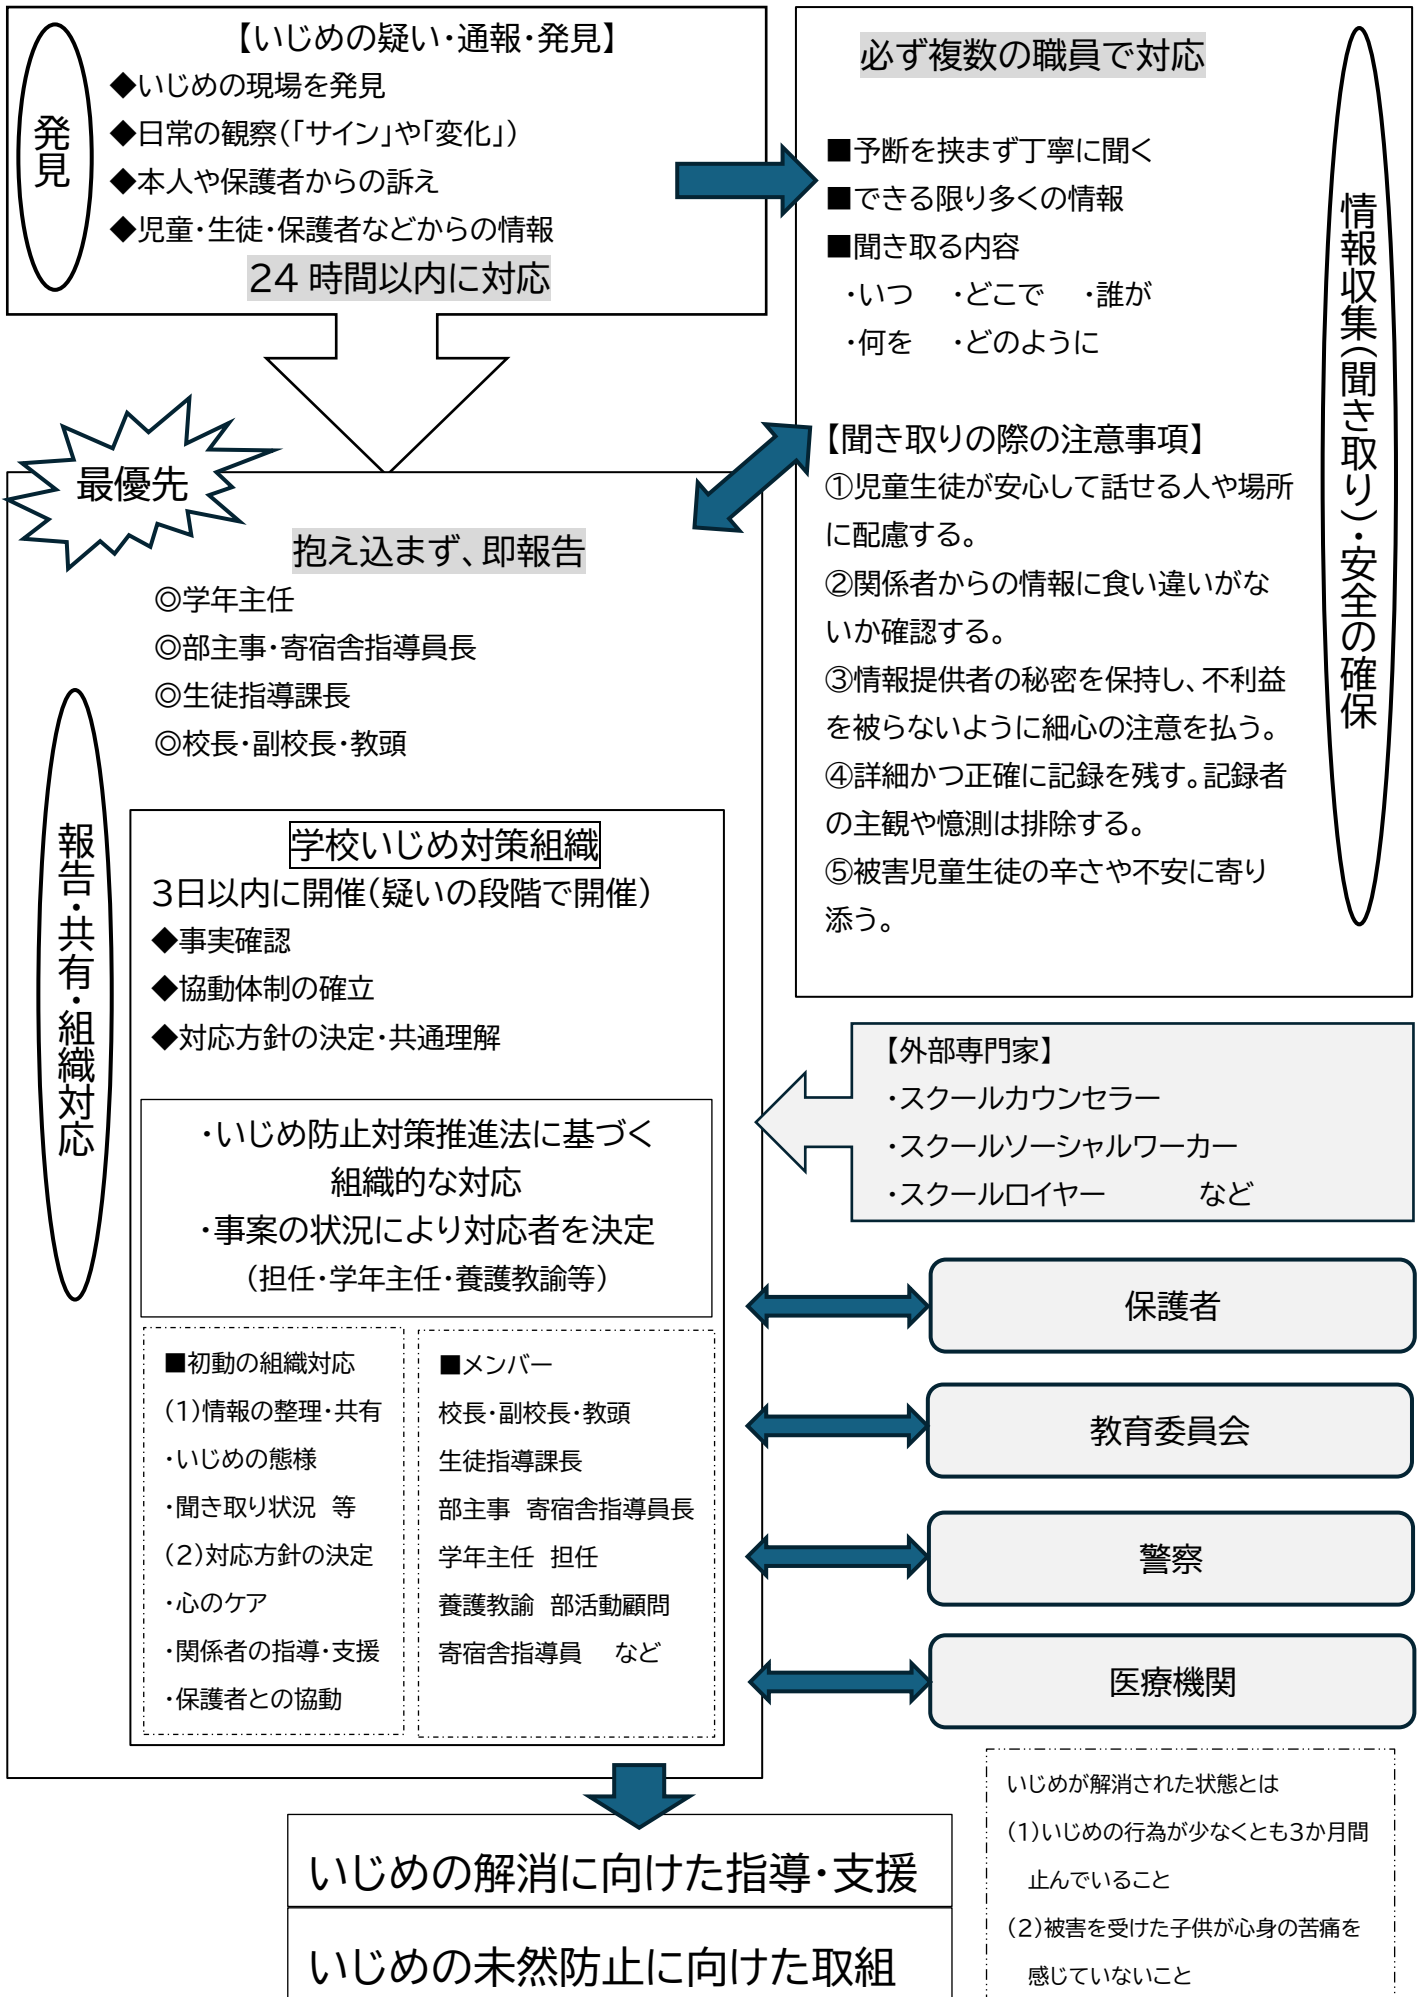 発見
【いじめの疑い・通報・発見】
◆いじめの現場を発見
◆日常の観察（「サイン」や「変化」）
◆本人や保護者からの訴え
◆児童・生徒・保護者などからの情報
24 時間以内に対応
必ず複数の職員で対応
■予断を挟まず丁寧に聞く
■できる限り多くの情報
■聞き取る内容
・いつ　・どこで　・誰が
・何を　・どのように
【聞き取りの際の注意事項】
①児童生徒が安心して話せる人や場所
に配慮する。
②関係者からの情報に食い違いがな
いか確認する。
③情報提供者の秘密を保持し、不利益
を被らないように細心の注意を払う。
④詳細かつ正確に記録を残す。記録者
の主観や憶測は排除する。
⑤被害児童生徒の辛さや不安に寄り
添う。
情報収集（聞き取り）・安全の確保
最優先
抱え込まず、即報告
◎学年主任
◎部主事・寄宿舎指導員長
◎生徒指導課長
◎校長・副校長・教頭
報告・共有・組織対応
学校いじめ対策組織
3日以内に開催（疑いの段階で開催）
◆事実確認
◆協動体制の確立
◆対応方針の決定・共通理解
・いじめ防止対策推進法に基づく
組織的な対応
・事案の状況により対応者を決定
（担任・学年主任・養護教諭等）
■初動の組織対応
（1）情報の整理・共有
・いじめの態様
・聞き取り状況　等
（2）対応方針の決定
・心のケア
・関係者の指導・支援
・保護者との協動
■メンバー
校長・副校長・教頭
生徒指導課長
部主事　寄宿舎指導員長
学年主任　担任
養護教諭　部活動顧問
寄宿舎指導員　など
【外部専門家】
・スクールカウンセラー
・スクールソーシャルワーカー
・スクールロイヤー　　　など
保護者
教育委員会
警察
医療機関
いじめの解消に向けた指導・支援
いじめの未然防止に向けた取組
いじめが解消された状態とは
（1）いじめの行為が少なくとも3か月間
止んでいること
（2）被害を受けた子供が心身の苦痛を
感じていないこと